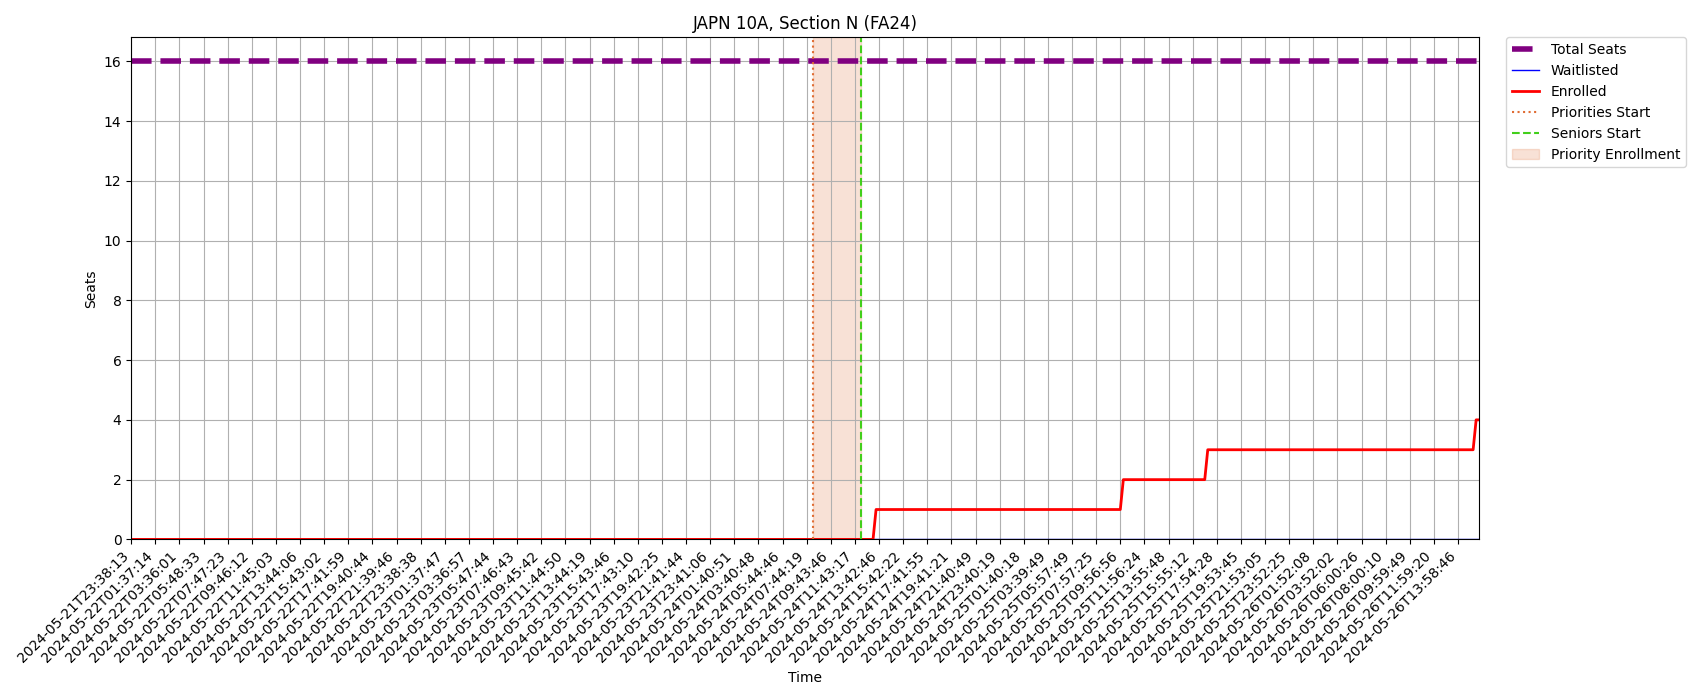 JAPN 10A, Section N (FA24)
Total Seats
Waitlisted
Enrolled
Priorities Start
Seniors Start
Priority Enrollment
Seats
16
14
12
10
8
6
4
2
0
2024-05-21T23:38:13
2024-05-22T01:37:14
2024-05-22T03:36:01
2024-05-22T05:48:33
2024-05-22T07:47:23
2024-05-22T09:46:12
2024-05-22T11:45:03
2024-05-22T13:44:06
2024-05-22T15:43:02
2024-05-22T17:41:59
2024-05-22T19:40:44
2024-05-22T21:39:46
2024-05-22T23:38:38
2024-05-23T01:37:47
2024-05-23T03:36:57
2024-05-23T05:47:44
2024-05-23T07:46:43
2024-05-23T09:45:42
2024-05-23T11:44:50
2024-05-23T13:44:19
2024-05-23T15:43:46
2024-05-23T17:43:10
2024-05-23T19:42:25
2024-05-23T21:41:44
2024-05-23T23:41:06
2024-05-24T01:40:51
2024-05-24T03:40:48
2024-05-24T05:44:46
2024-05-24T07:44:19
2024-05-24T09:43:46
2024-05-24T11:43:17
2024-05-24T13:42:46
2024-05-24T15:42:22
2024-05-24T17:41:55
2024-05-24T19:41:21
2024-05-24T21:40:49
2024-05-24T23:40:19
2024-05-25T01:40:18
2024-05-25T03:39:49
2024-05-25T05:57:49
2024-05-25T07:57:25
2024-05-25T09:56:56
2024-05-25T11:56:24
2024-05-25T13:55:48
2024-05-25T15:55:12
2024-05-25T17:54:28
2024-05-25T19:53:45
2024-05-25T21:53:05
2024-05-25T23:52:25
2024-05-26T01:52:08
2024-05-26T03:52:02
2024-05-26T06:00:26
2024-05-26T08:00:10
2024-05-26T09:59:49
2024-05-26T11:59:20
2024-05-26T13:58:46
Time